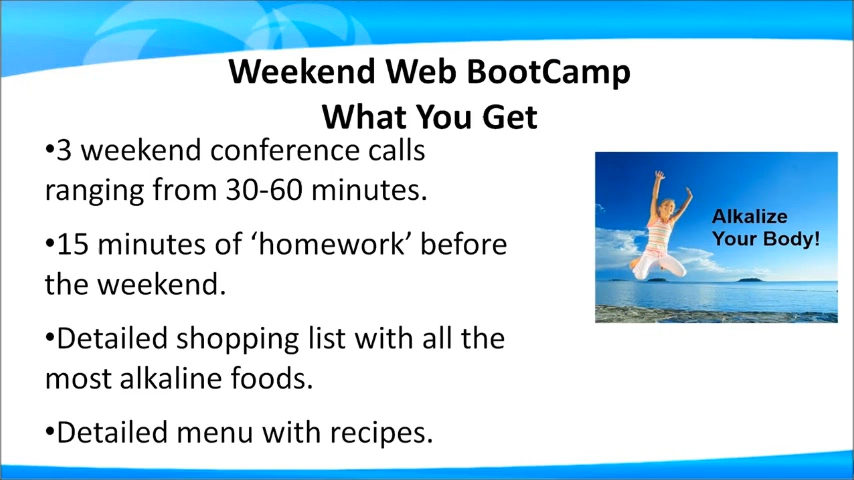 Weekend Web BootCamp
What You Get
•3 weekend conference calls
ranging from 30-60 minutes.
•15 minutes of ‘homework’ before
the weekend.
•Detailed shopping list with all the
most alkaline foods.
•Detailed menu with recipes.
Alkalize
Your Body!